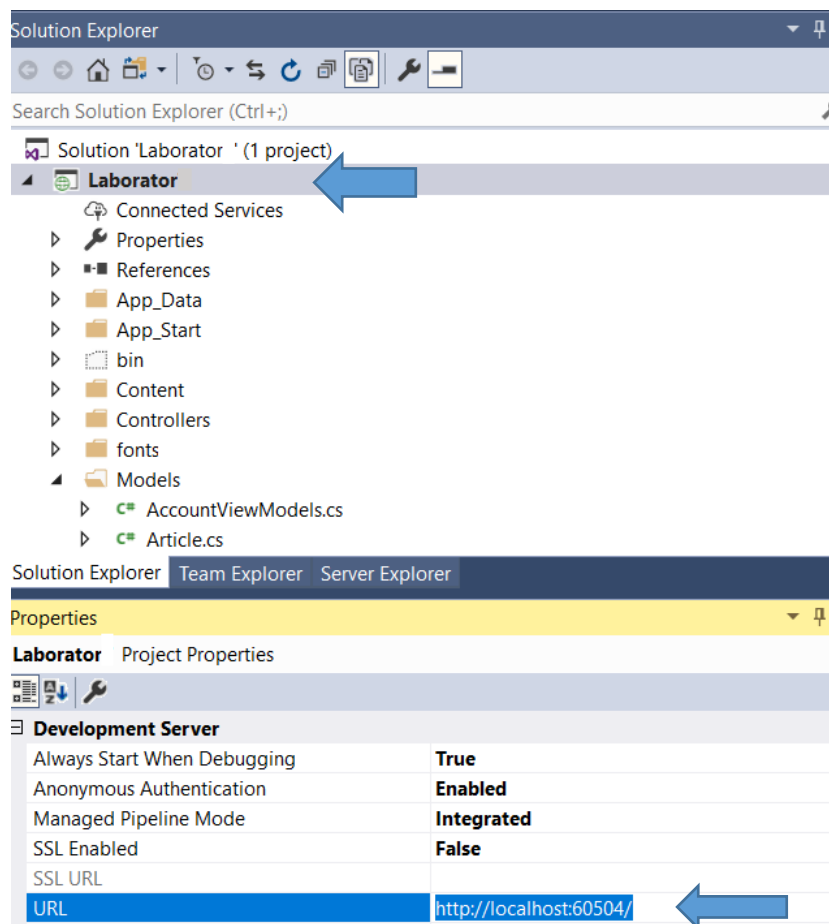 Solution Explorer
Search Solution Explorer (Ctrl+;)
Solution 'Laborator ' (1 project)
Laborator
Connected Services
Properties
References
App_Data
App_Start
bin
Content
Controllers
fonts
Models
C# AccountViewModels.cs
C# Article.cs
Solution Explorer Team Explorer Server Explorer
Properties
Laborator Project Properties
Development Server
Always Start When Debugging True
Anonymous Authentication Enabled
Managed Pipeline Mode Integrated
SSL Enabled False
SSL URL
URL http://localhost:60504/